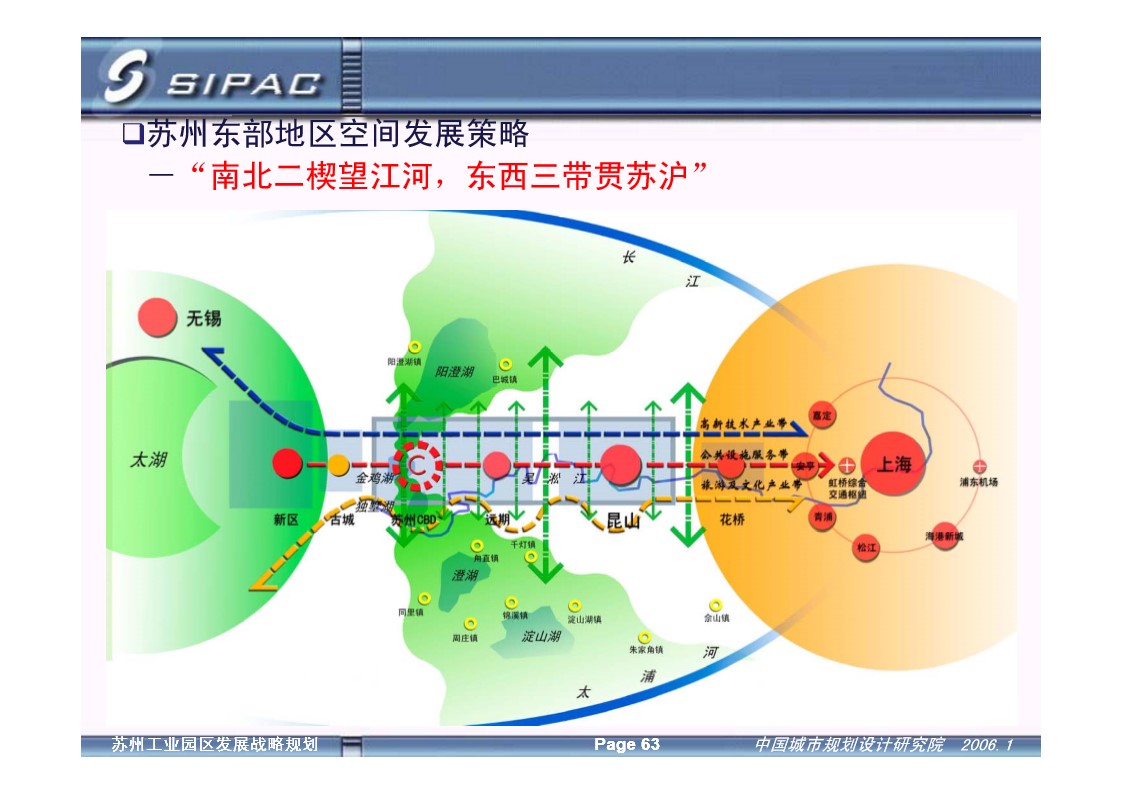 SIPAC
❑苏州东部地区空间发展策略
－“南北二楔望江河，东西三带贯苏沪”
长
江
无锡
阳澄湖镇
阳澄湖
巴城镇
高新技术产业带
嘉定
太湖
公共设施服务带
安亭
上海
C
金鸡湖
吴 淞 江
旅游及文化产业带
虹桥综合
交通枢纽
浦东机场
独墅湖
新区
古城
苏州CBD
远期
昆山
花桥
青浦
海港新城
松江
千灯镇
甪直镇
澄湖
同里镇
锦溪镇
淀山湖镇
佘山镇
周庄镇
淀山湖
朱家角镇
河
浦
太
苏州工业园区发展战略规划
Page 63
中国城市规划设计研究院 2006.1